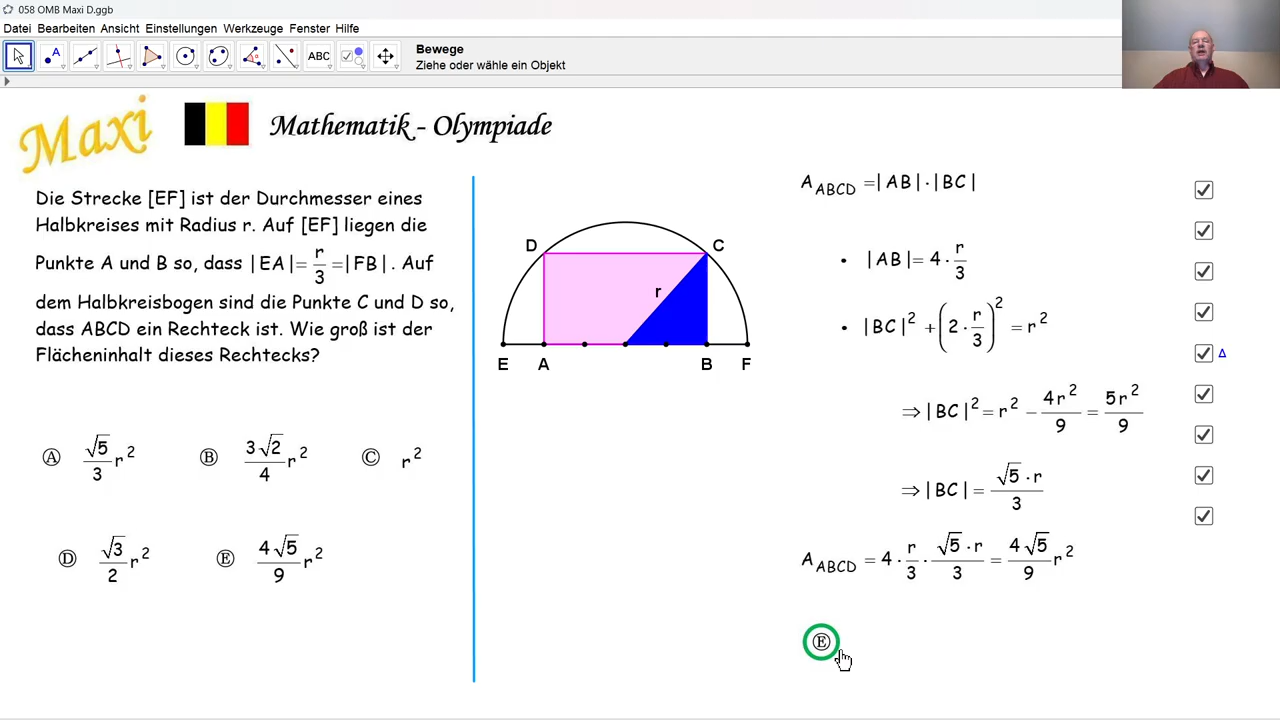 058 OMB Maxi D.ggb
Datei Bearbeiten Ansicht Einstellungen Werkzeuge Fenster Hilfe
A
ABC
Bewege
Ziehe oder wähle ein Objekt
Maxi
Mathematik - Olympiade
Die Strecke [EF] ist der Durchmesser eines
Halbkreises mit Radius r. Auf [EF] liegen die
Punkte A und B so, dass |EA|= r/3 =|FB|. Auf
dem Halbkreisbogen sind die Punkte C und D so,
dass ABCD ein Rechteck ist. Wie groß ist der
Flächeninhalt dieses Rechtecks?
Ⓐ √5/3 r² Ⓑ 3√2/4 r² Ⓒ r²
Ⓓ √3/2 r² Ⓔ 4√5/9 r²
D C
r
E A B F
A_ABCD =|AB|·|BC|
• |AB|= 4·r/3
• |BC|² +(2·r/3)² = r²
Δ
⇒|BC|² = r² − 4r²/9 = 5r²/9
⇒|BC|= √5·r/3
A_ABCD = 4·r/3·√5·r/3 = 4√5/9 r²
Ⓔ